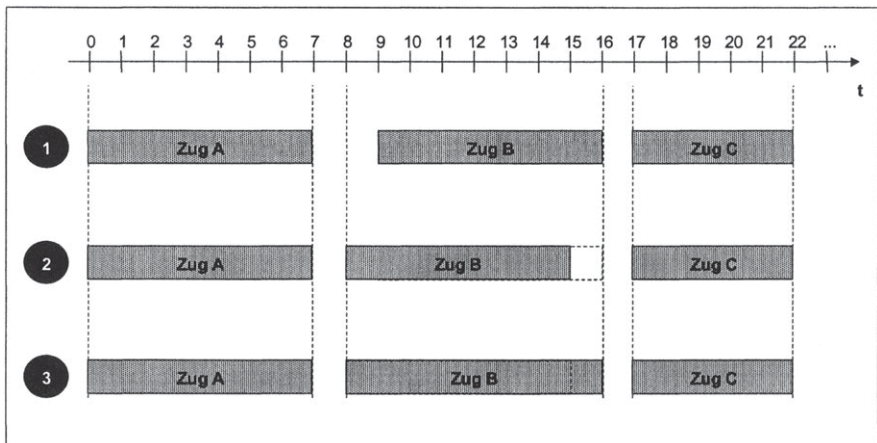 0 1 2 3 4 5 6 7 8 9 10 11 12 13 14 15 16 17 18 19 20 21 22 ...
t
1 Zug A Zug B Zug C
2 Zug A Zug B Zug C
3 Zug A Zug B Zug C